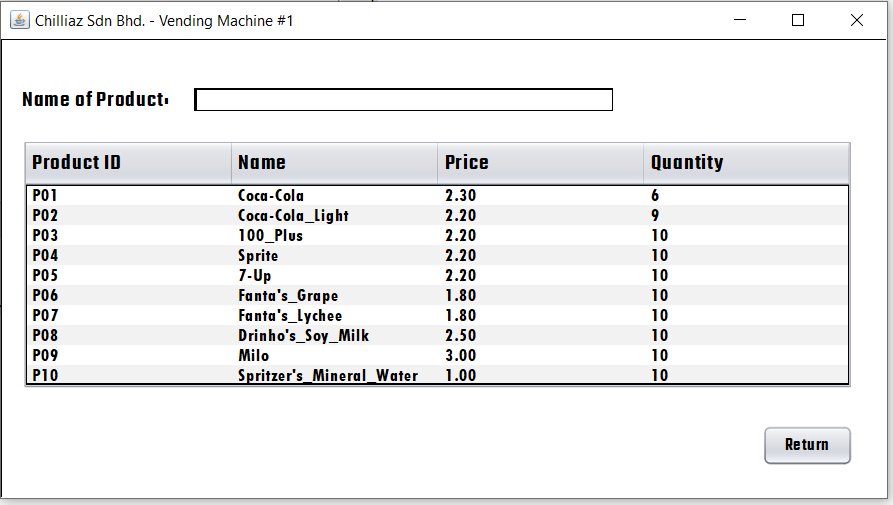 Chilliaz Sdn Bhd. - Vending Machine #1
Name of Product:
Product ID Name Price Quantity
P01 Coca-Cola 2.30 6
P02 Coca-Cola_Light 2.20 9
P03 100_Plus 2.20 10
P04 Sprite 2.20 10
P05 7-Up 2.20 10
P06 Fanta's_Grape 1.80 10
P07 Fanta's_Lychee 1.80 10
P08 Drinho's_Soy_Milk 2.50 10
P09 Milo 3.00 10
P10 Spritzer's_Mineral_Water 1.00 10
Return